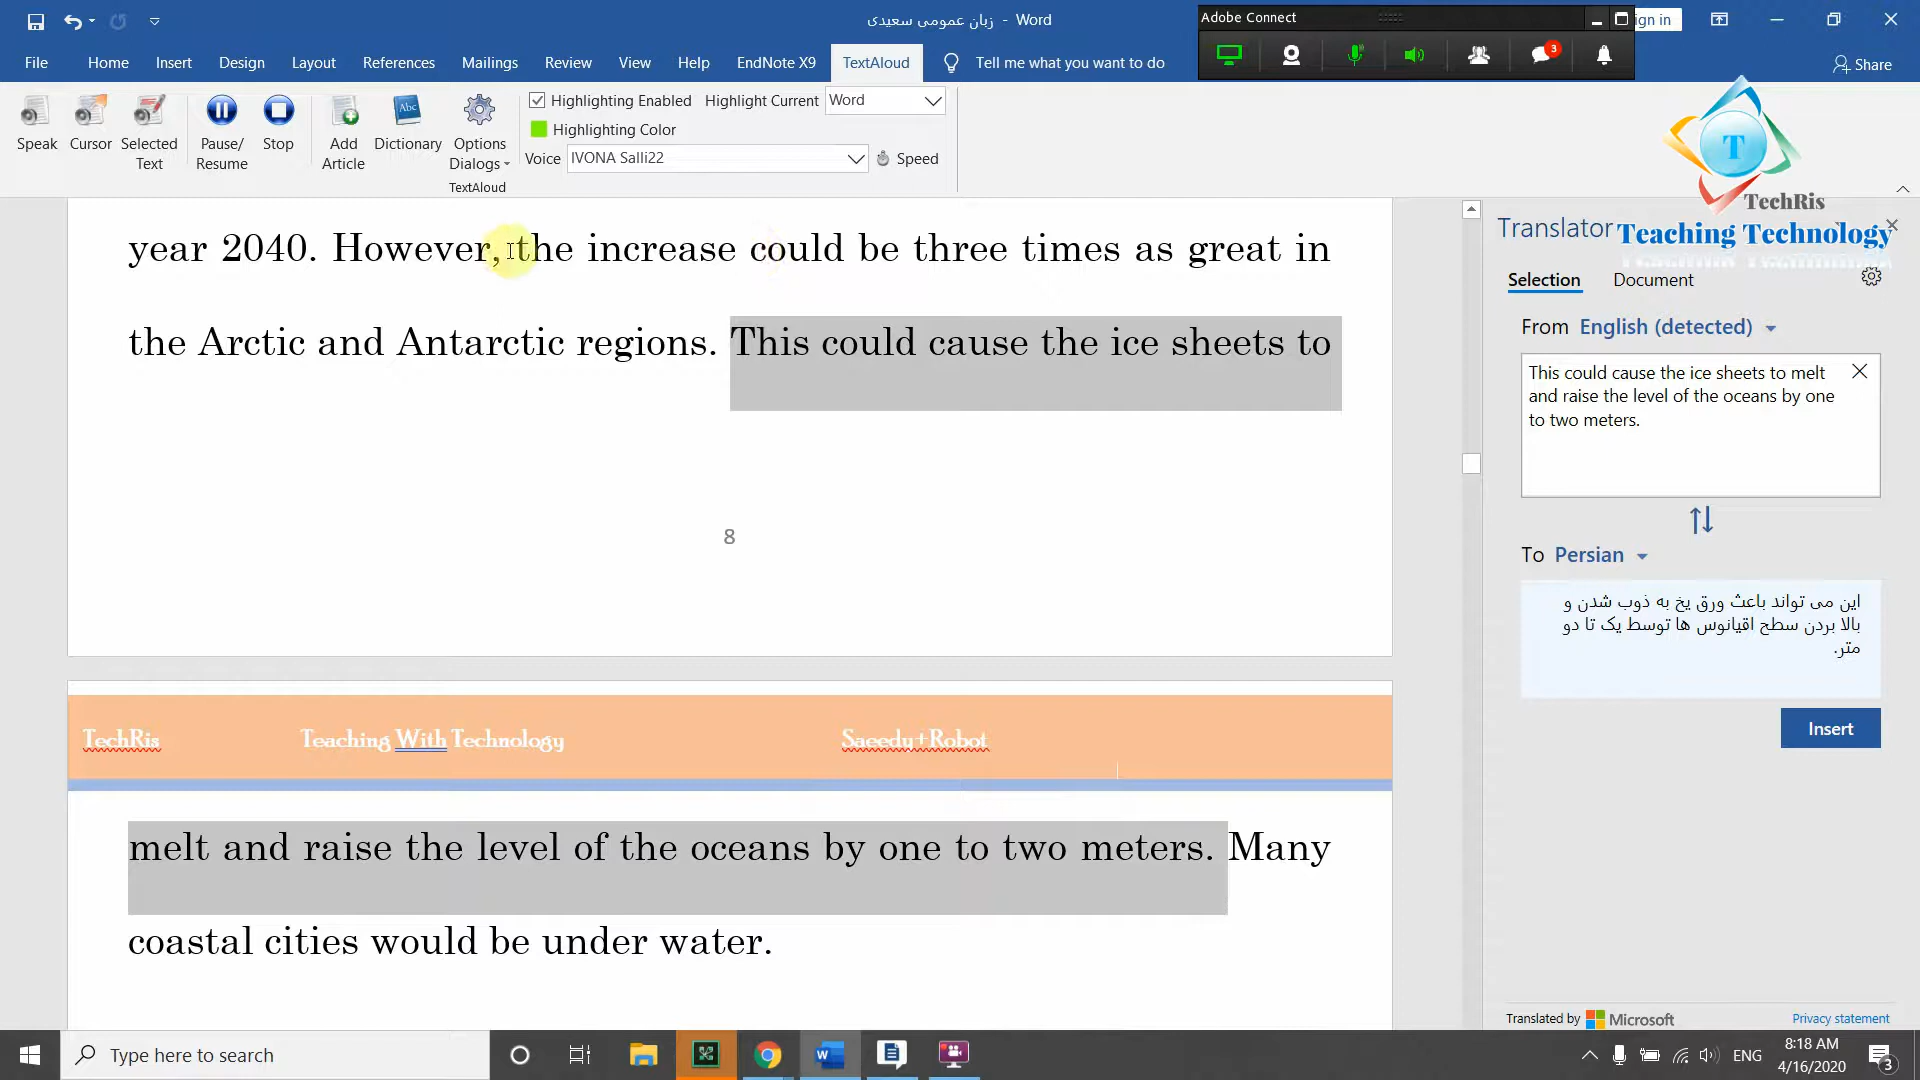 زبان عمومی سعیدی - Word
Adobe Connect
gn in
File Home Insert Design Layout References Mailings Review View Help EndNote X9 TextAloud Tell me what you want to do
3
Share
Speak
Cursor
Selected Text
Pause/ Resume
Stop
Add Article
Abc
Dictionary
Options Dialogs
Highlighting Enabled Highlight Current Word
Highlighting Color
Voice IVONA Salli22 Speed
TextAloud
T
TechRis
Teaching Technology
year 2040. However, the increase could be three times as great in
the Arctic and Antarctic regions. This could cause the ice sheets to
8
TechRis Teaching With Technology Saeedy+Robot
melt and raise the level of the oceans by one to two meters. Many
coastal cities would be under water.
Translator
Selection Document
From English (detected)
This could cause the ice sheets to melt
and raise the level of the oceans by one
to two meters.
To Persian
این می تواند باعث ورق یخ به ذوب شدن و
بالا بردن سطح اقیانوس ها توسط یک تا دو
متر.
Insert
Translated by Microsoft Privacy statement
Type here to search
ENG
8:18 AM
4/16/2020
3